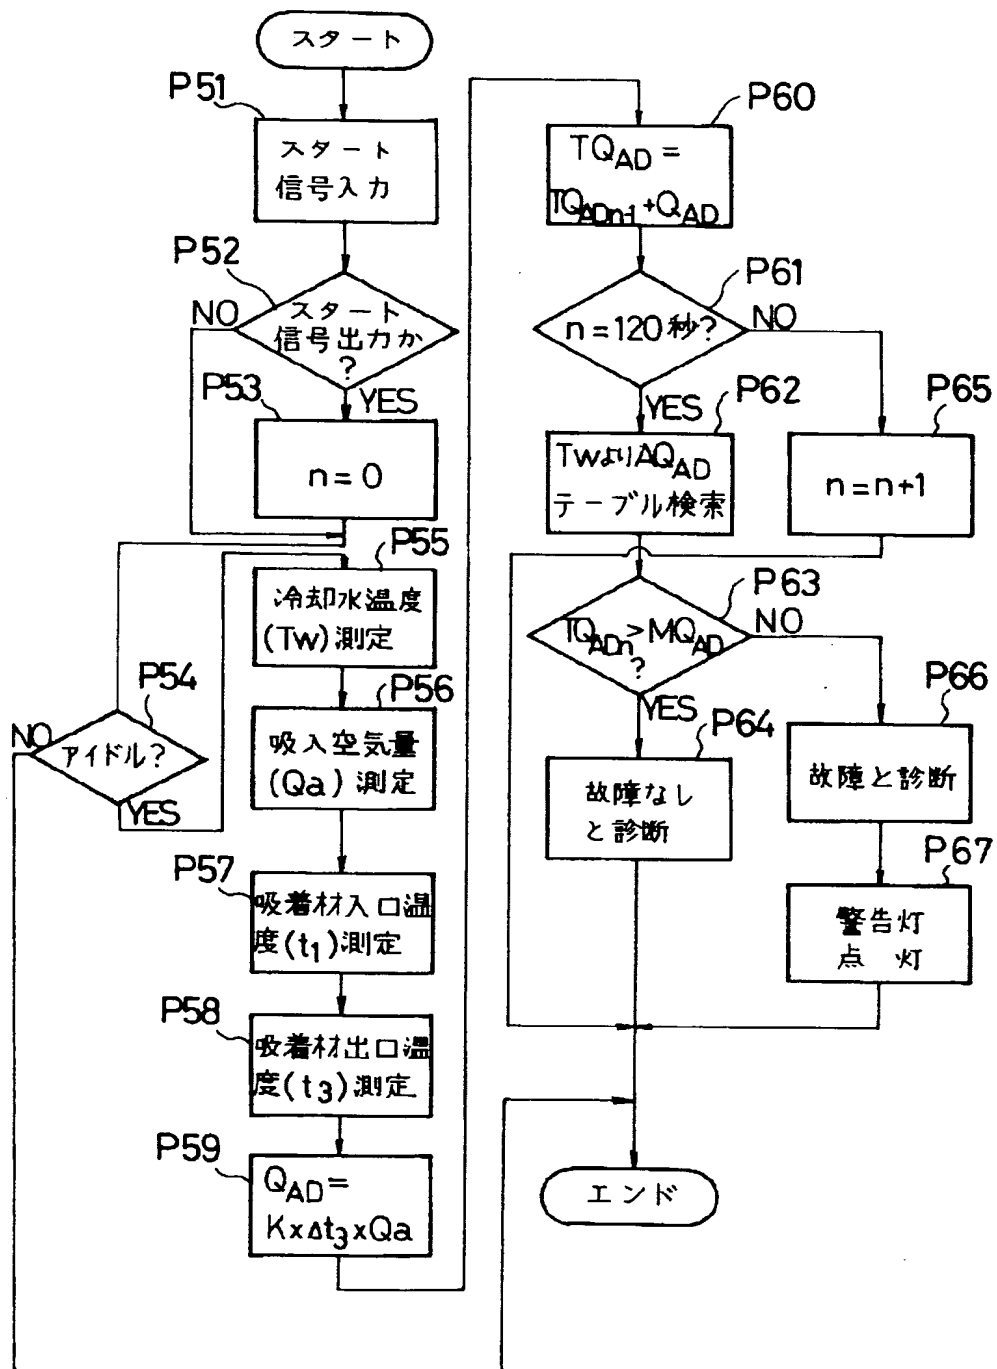 スタート
P51
スタート
信号入力
P52
スタート
信号出力か
?
NO
YES
P53
n=0
P54
アイドル?
NO
YES
P55
冷却水温度
(Tw)測定
P56
吸入空気量
(Qa)測定
P57
吸着材入口温
度(t1)測定
P58
吸着材出口温
度(t3)測定
P59
QAD=
K×Δt3×Qa
P60
TQAD=
TQADn-1+QAD
P61
n=120秒?
NO
YES
P62
TwよりAQAD
テーブル検索
P65
n=n+1
P63
TQADn>MQAD
?
NO
YES
P64
故障なし
と診断
P66
故障と診断
P67
警告灯
点 灯
エンド